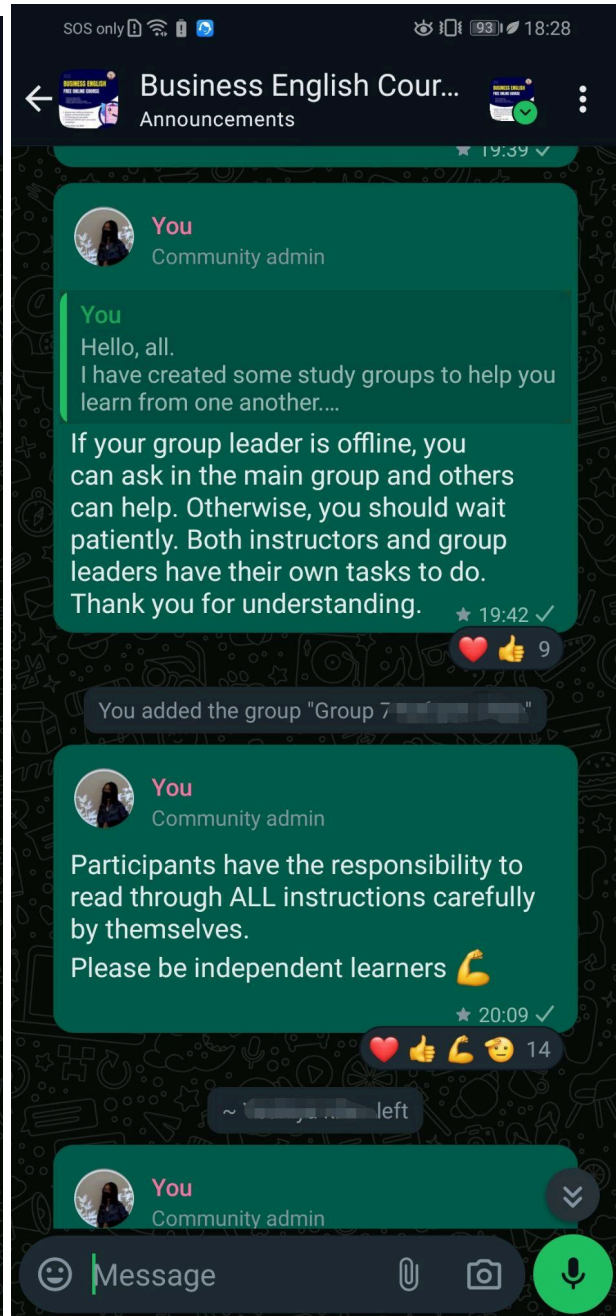 SOS only 93 18:28
Business English Cour...
Announcements
BUSINESS ENGLISH
FREE ONLINE COURSE
19:39
You
Community admin
You
Hello, all.
I have created some study groups to help you
learn from one another....
If your group leader is offline, you
can ask in the main group and others
can help. Otherwise, you should wait
patiently. Both instructors and group
leaders have their own tasks to do.
Thank you for understanding.
19:42
9
You added the group "Group 7 "
You
Community admin
Participants have the responsibility to
read through ALL instructions carefully
by themselves.
Please be independent learners 💪
20:09
14
~ left
You
Community admin
Message